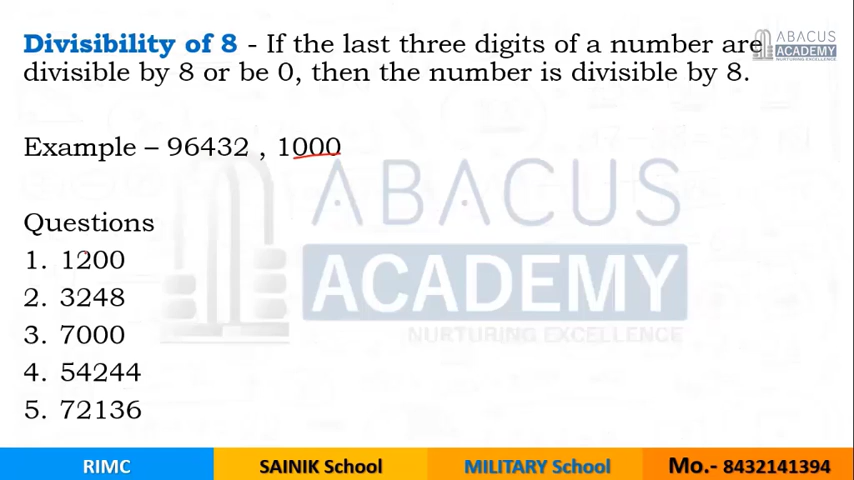 Divisibility of 8 - If the last three digits of a number are
divisible by 8 or be 0, then the number is divisible by 8.
ABACUS
ACADEMY
NURTURING EXCELLENCE
Example – 96432 , 1000
Questions
1. 1200
2. 3248
3. 7000
4. 54244
5. 72136
ABACUS
ACADEMY
NURTURING EXCELLENCE
RIMC SAINIK School MILITARY School Mo.- 8432141394